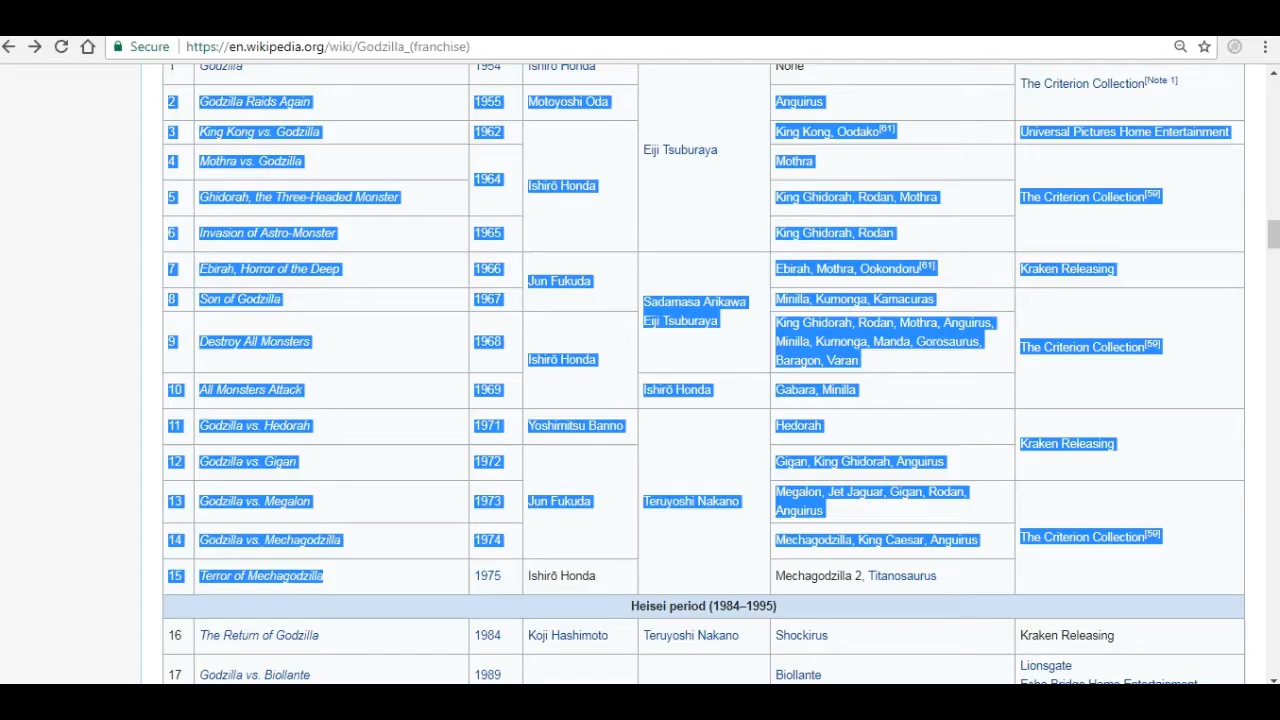 Secure | https://en.wikipedia.org/wiki/Godzilla_(franchise)
1 Godzilla 1954 Ishirō Honda None
The Criterion Collection[Note 1]
2 Godzilla Raids Again 1955 Motoyoshi Oda Anguirus
3 King Kong vs. Godzilla 1962 King Kong, Oodako[61] Universal Pictures Home Entertainment
Eiji Tsuburaya
4 Mothra vs. Godzilla Mothra
1964
Ishirō Honda
5 Ghidorah, the Three-Headed Monster King Ghidorah, Rodan, Mothra The Criterion Collection[59]
6 Invasion of Astro-Monster 1965 King Ghidorah, Rodan
7 Ebirah, Horror of the Deep 1966 Ebirah, Mothra, Ookondoru[61] Kraken Releasing
Jun Fukuda
8 Son of Godzilla 1967 Minilla, Kumonga, Kamacuras
Sadamasa Arikawa
Eiji Tsuburaya
King Ghidorah, Rodan, Mothra, Anguirus,
9 Destroy All Monsters 1968 Minilla, Kumonga, Manda, Gorosaurus,
The Criterion Collection[59]
Baragon, Varan
Ishirō Honda
10 All Monsters Attack 1969 Ishirō Honda Gabara, Minilla
11 Godzilla vs. Hedorah 1971 Yoshimitsu Banno Hedorah
Kraken Releasing
12 Godzilla vs. Gigan 1972 Gigan, King Ghidorah, Anguirus
Megalon, Jet Jaguar, Gigan, Rodan,
13 Godzilla vs. Megalon 1973 Jun Fukuda Teruyoshi Nakano
Anguirus
14 Godzilla vs. Mechagodzilla 1974 Mechagodzilla, King Caesar, Anguirus The Criterion Collection[59]
15 Terror of Mechagodzilla 1975 Ishirō Honda Mechagodzilla 2, Titanosaurus
Heisei period (1984–1995)
16 The Return of Godzilla 1984 Koji Hashimoto Teruyoshi Nakano Shockirus Kraken Releasing
Lionsgate
17 Godzilla vs. Biollante 1989 Biollante
Echo Bridge Home Entertainment